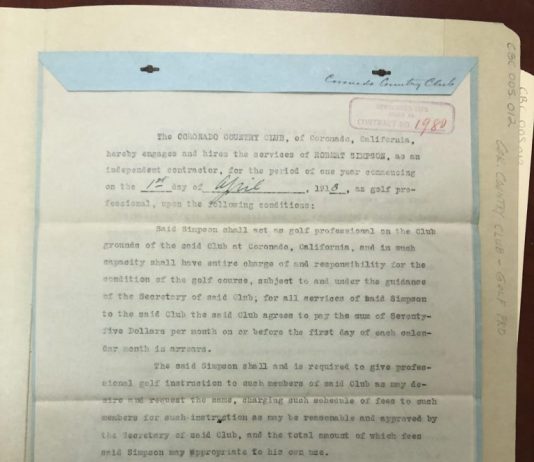 Coronado Country Club
CONTRACT NO. 1982
The CORONADO COUNTRY CLUB, of Coronado, California,
hereby engages and hires the services of ROBERT SIMPSON, as an
independent contractor, for the period of one year commencing
on the 1st day of April, 1913, as golf pro-
fessional, upon the following conditions:
Said Simpson shall act as golf professional on the Club
grounds of the said Club at Coronado, California, and in such
capacity shall have entire charge of and responsibility for the
condition of the golf course, subject to and under the guidance
of the Secretary of said Club; for all services of said Simpson
to the said Club the said Club agrees to pay the sum of Seventy-
five Dollars per month on or before the first day of each calen-
dar month in arrears.
The said Simpson shall and is required to give profes-
sional golf instruction to such members of said Club as may de-
sire and request the same, charging such schedule of fees to such
members for such instruction as may be reasonable and approved by
the Secretary of said Club, and the total amount of which fees
said Simpson may appropriate to his own use.
CBC 005 012
COR. COUNTRY CLUB - GOLF PRO